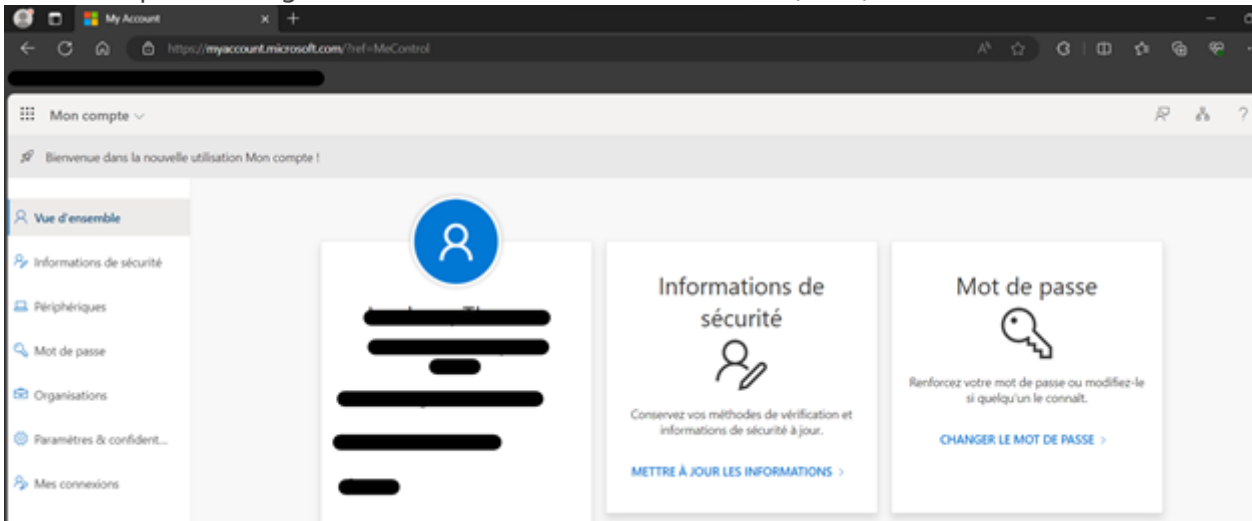 My Account
https://myaccount.microsoft.com/?ref=MeControl
Mon compte
?
Bienvenue dans la nouvelle utilisation Mon compte !
Vue d'ensemble
Informations de sécurité
Périphériques
Mot de passe
Organisations
Paramètres & confident...
Mes connexions
Informations de
sécurité
Conservez vos méthodes de vérification et
informations de sécurité à jour.
METTRE À JOUR LES INFORMATIONS >
Mot de passe
Renforcez votre mot de passe ou modifiez-le
si quelqu'un le connaît.
CHANGER LE MOT DE PASSE >